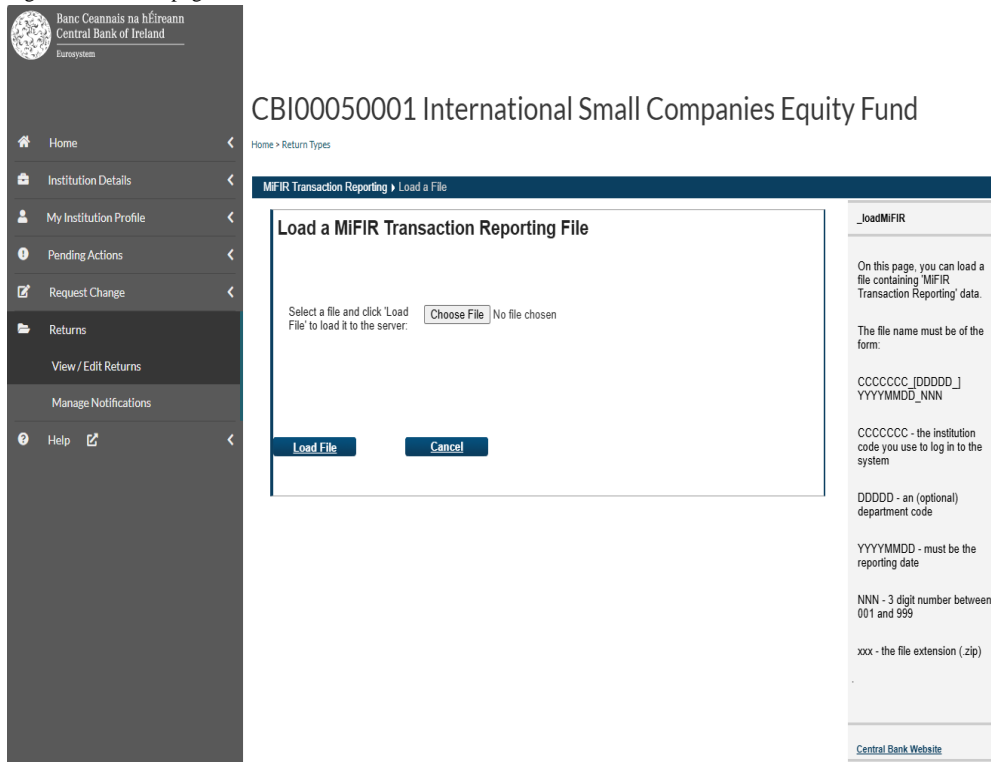 Banc Ceannais na hÉireann
Central Bank of Ireland
Eurosystem
Home
Institution Details
My Institution Profile
Pending Actions
Request Change
Returns
View / Edit Returns
Manage Notifications
Help
CBI00050001 International Small Companies Equity Fund
Home > Return Types
MiFIR Transaction Reporting Load a File
Load a MiFIR Transaction Reporting File
Select a file and click 'Load
File' to load it to the server:
Choose File No file chosen
Load File Cancel
_loadMiFIR
On this page, you can load a
file containing 'MiFIR
Transaction Reporting' data.
The file name must be of the
form:
CCCCCCC_[DDDDD_]
YYYYMMDD_NNN
CCCCCCC - the institution
code you use to log in to the
system
DDDDD - an (optional)
department code
YYYYMMDD - must be the
reporting date
NNN - 3 digit number between
001 and 999
xxx - the file extension (.zip)
.
Central Bank Website